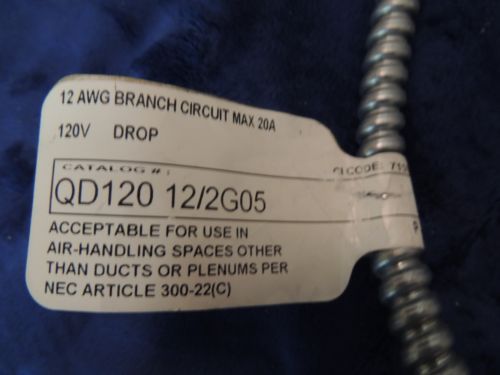 12 AWG BRANCH CIRCUIT MAX 20A
120V DROP
CATALOG #:
QD120 12/2G05
ACCEPTABLE FOR USE IN
AIR-HANDLING SPACES OTHER
THAN DUCTS OR PLENUMS PER
NEC ARTICLE 300-22(C)